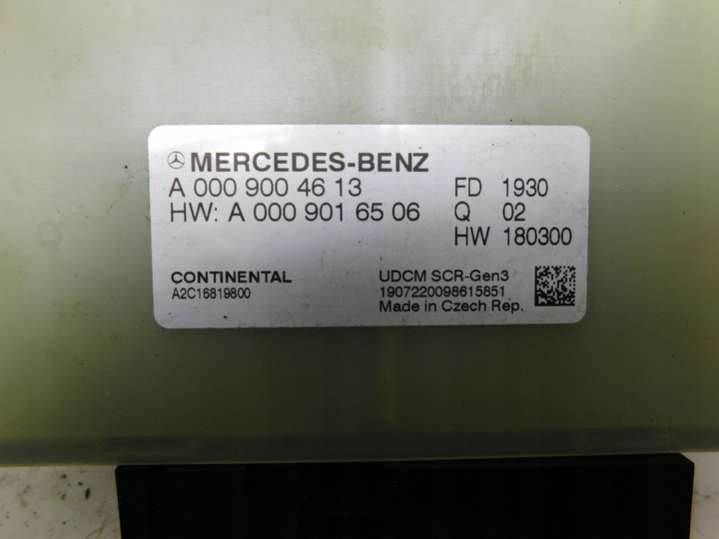 MERCEDES-BENZ
A 000 900 46 13 FD 1930
HW: A 000 901 65 06 Q 02
HW 180300
CONTINENTAL UDCM SCR-Gen3
A2C16819800 1907220098615851
Made in Czech Rep.